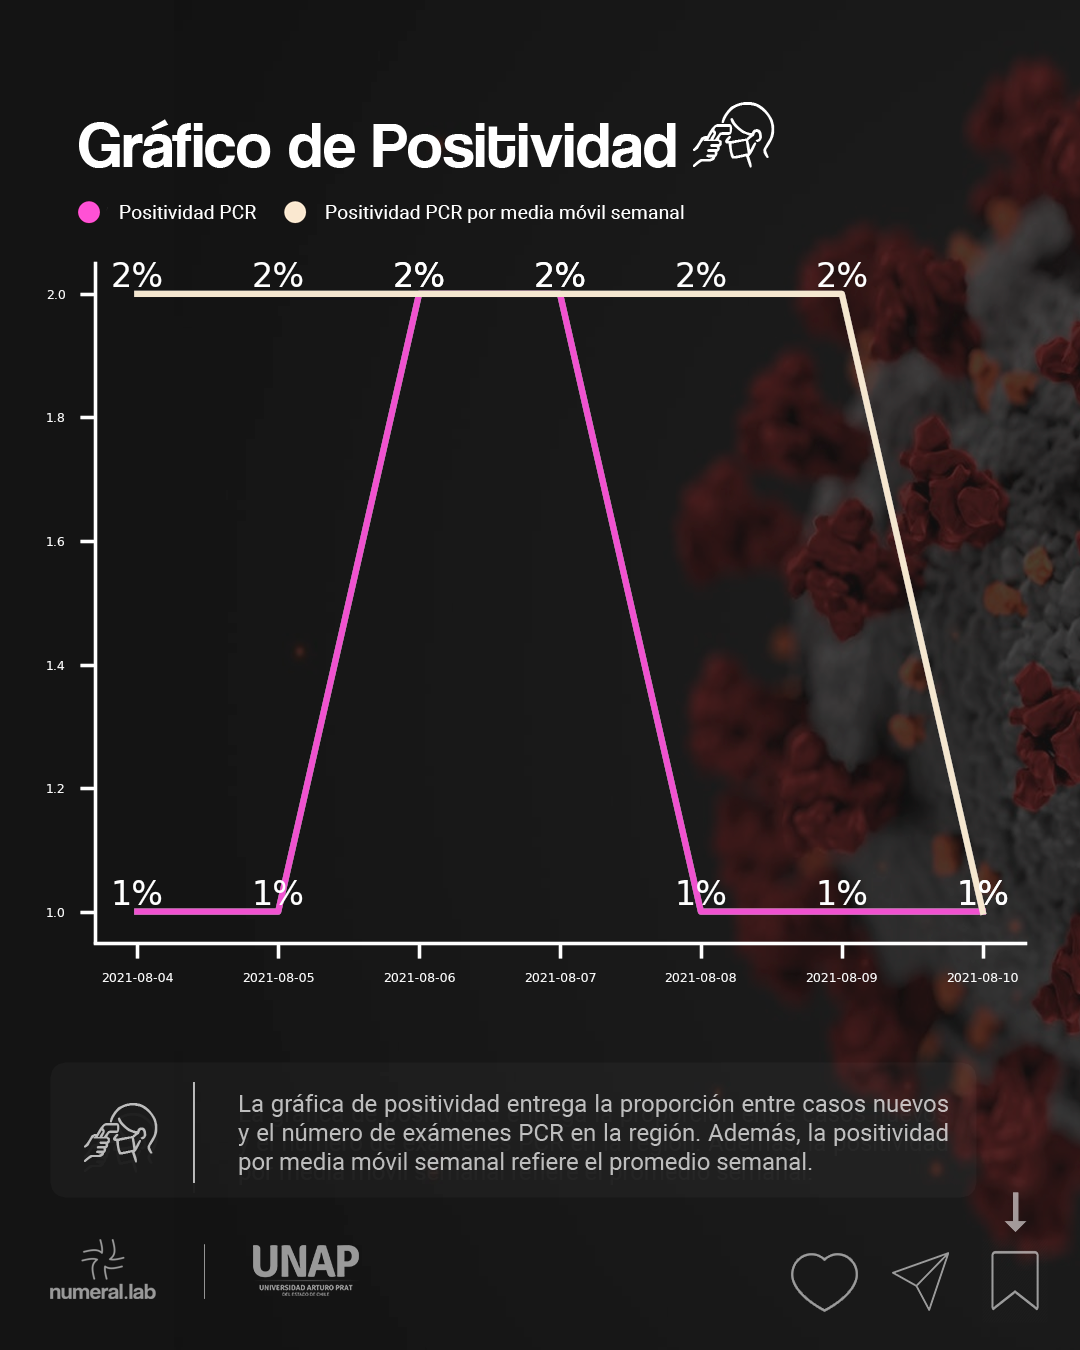 Gráfico de Positividad
Positividad PCR
Positividad PCR por media móvil semanal
2% 2% 2% 2% 2% 2%
2.0
1.8
1.6
1.4
1.2
1% 1% 1% 1% 1%
1.0
2021-08-04 2021-08-05 2021-08-06 2021-08-07 2021-08-08 2021-08-09 2021-08-10
La gráfica de positividad entrega la proporción entre casos nuevos
y el número de exámenes PCR en la región. Además, la positividad
por media móvil semanal refiere el promedio semanal.
numeral.lab
UNAP
UNIVERSIDAD ARTURO PRAT
DEL ESTADO DE CHILE